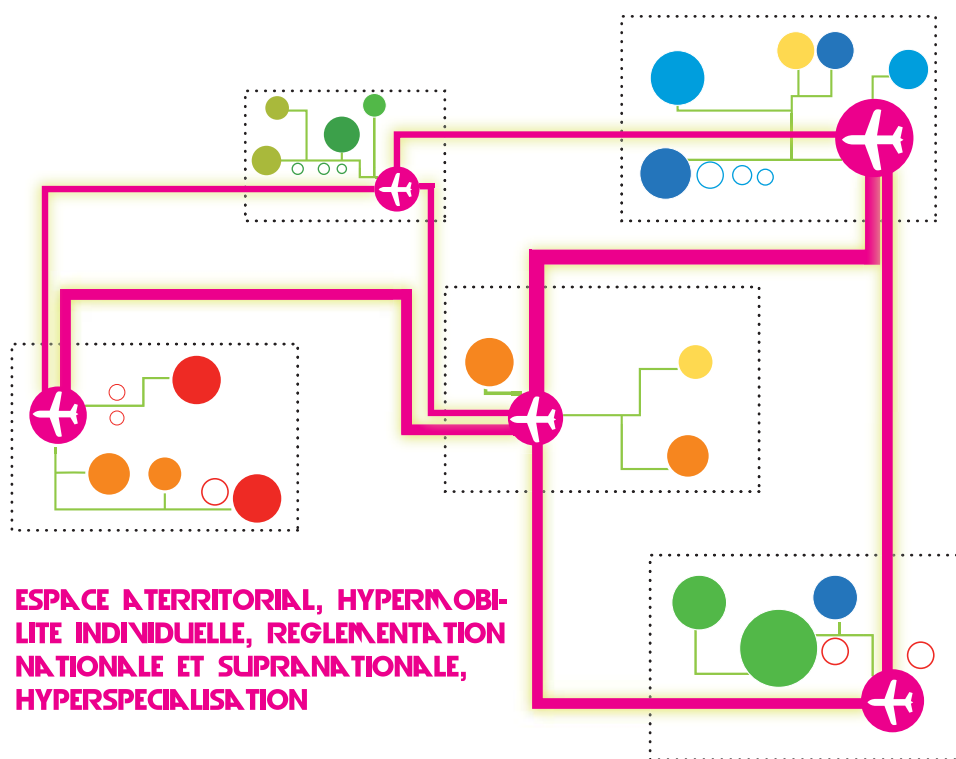 ESPACE ATERRITORIAL, HYPERMOBI-
LITE INDIVIDUELLE, REGLEMENTATION
NATIONALE ET SUPRANATIONALE,
HYPERSPECIALISATION